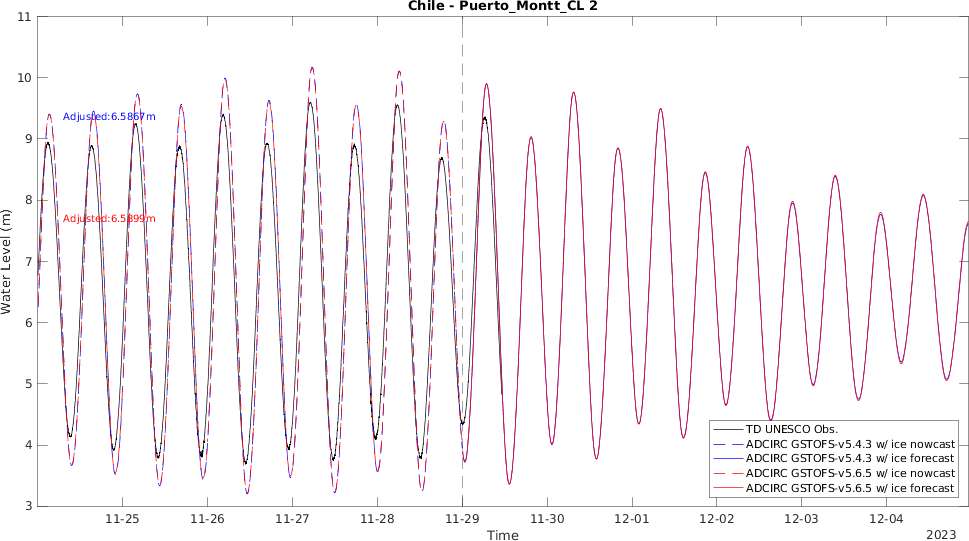 Chile - Puerto_Montt_CL 2
11
10
9
8
7
6
5
4
3
Water Level (m)
Adjusted:6.5867m
Adjusted:6.5899m
TD UNESCO Obs.
ADCIRC GSTOFS-v5.4.3 w/ ice nowcast
ADCIRC GSTOFS-v5.4.3 w/ ice forecast
ADCIRC GSTOFS-v5.6.5 w/ ice nowcast
ADCIRC GSTOFS-v5.6.5 w/ ice forecast
11-25 11-26 11-27 11-28 11-29 11-30 12-01 12-02 12-03 12-04
Time
2023